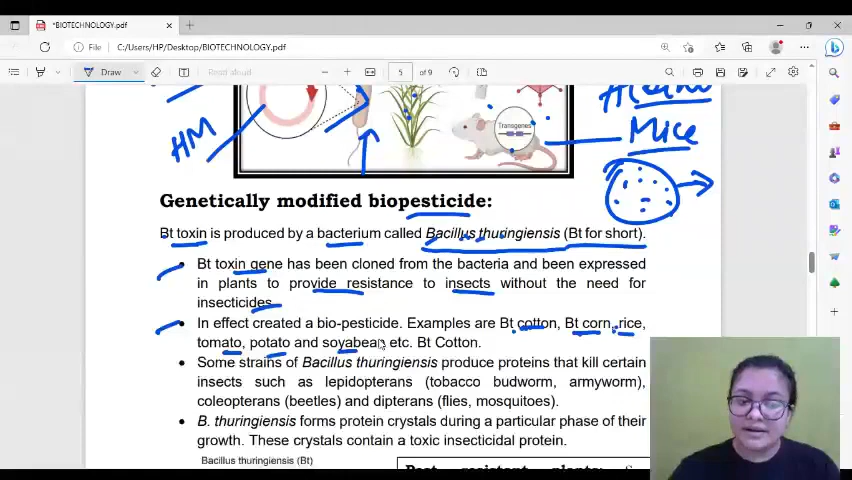 *BIOTECHNOLOGY.pdf
File
C:/Users/HP/Desktop/BIOTECHNOLOGY.pdf
Draw
Read aloud
5
of 9
HM
Transgenes
Mice
Genetically modified biopesticide:
Bt toxin is produced by a bacterium called Bacillus thuringiensis (Bt for short).
• Bt toxin gene has been cloned from the bacteria and been expressed
in plants to provide resistance to insects without the need for
insecticides.
• In effect created a bio-pesticide. Examples are Bt cotton, Bt corn, rice,
tomato, potato and soyabean etc. Bt Cotton.
• Some strains of Bacillus thuringiensis produce proteins that kill certain
insects such as lepidopterans (tobacco budworm, armyworm),
coleopterans (beetles) and dipterans (flies, mosquitoes).
• B. thuringiensis forms protein crystals during a particular phase of their
growth. These crystals contain a toxic insecticidal protein.
Bacillus thuringiensis (Bt)
resistant plants: